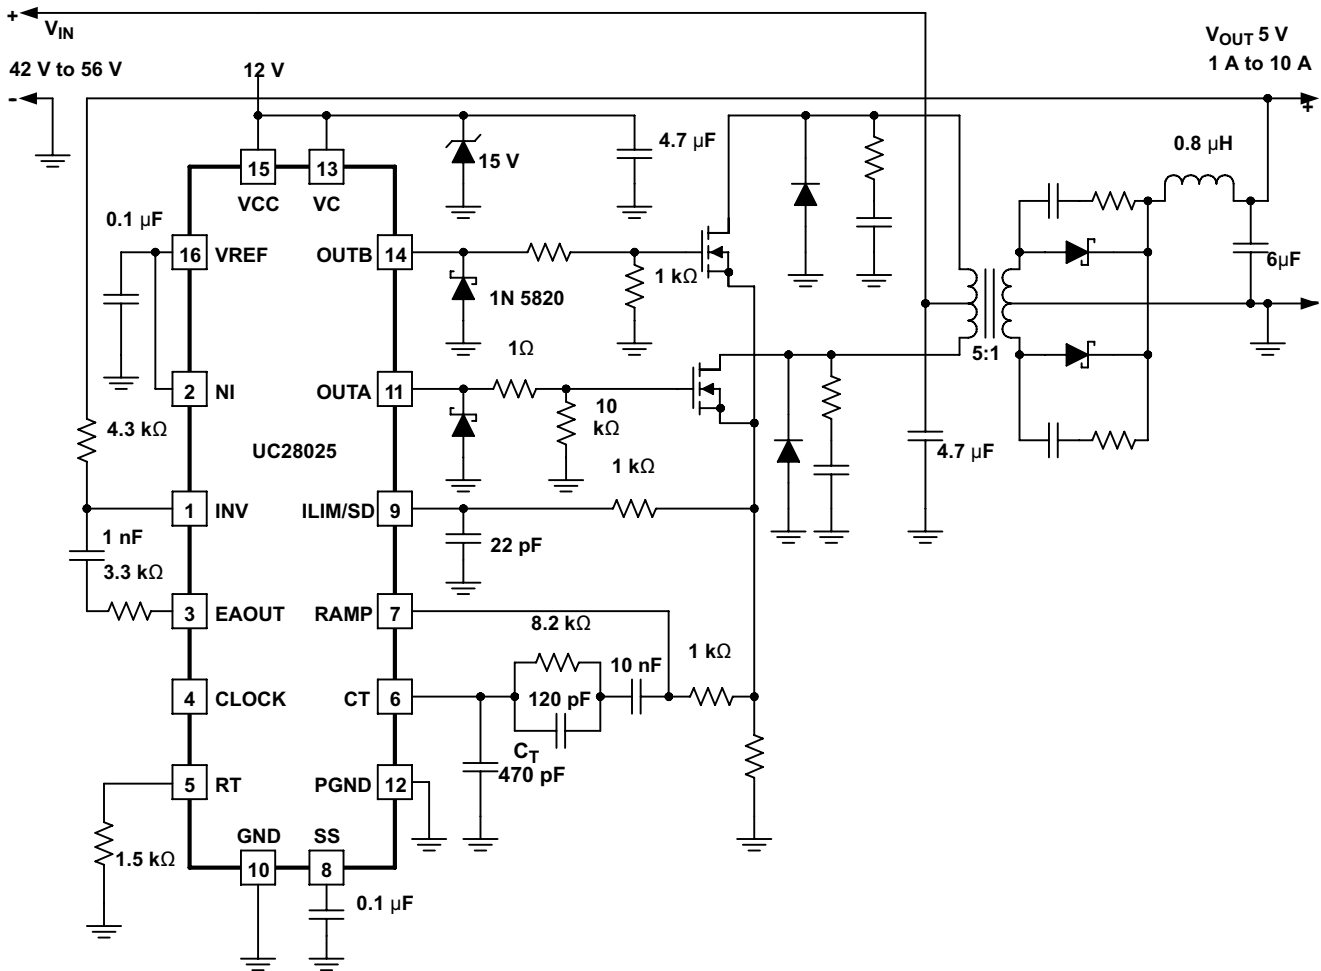 +
V_IN
42 V to 56 V
-
V_OUT 5 V
1 A to 10 A
+
12 V
15 V
4.7 µF
0.8 µH
15
13
VCC
VC
0.1 µF
16
VREF
OUTB
14
1N 5820
1 kΩ
6µF
1Ω
5:1
2
NI
OUTA
11
10
kΩ
4.3 kΩ
UC28025
1 kΩ
4.7 µF
1
INV
ILIM/SD
9
22 pF
1 nF
3.3 kΩ
3
EAOUT
RAMP
7
8.2 kΩ
10 nF
1 kΩ
4
CLOCK
CT
6
120 pF
C_T
470 pF
5
RT
PGND
12
1.5 kΩ
GND
SS
10
8
0.1 µF